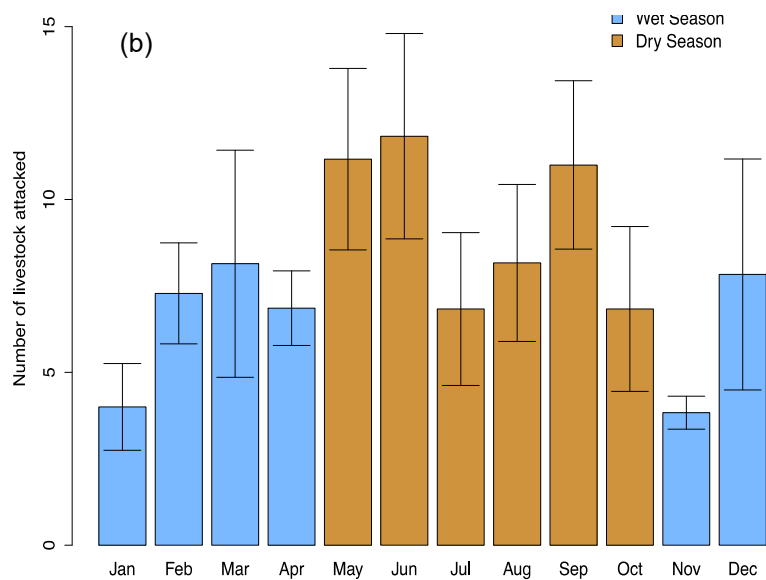 (b)
Wet Season
Dry Season
Number of livestock attacked
15
10
5
0
Jan Feb Mar Apr May Jun Jul Aug Sep Oct Nov Dec